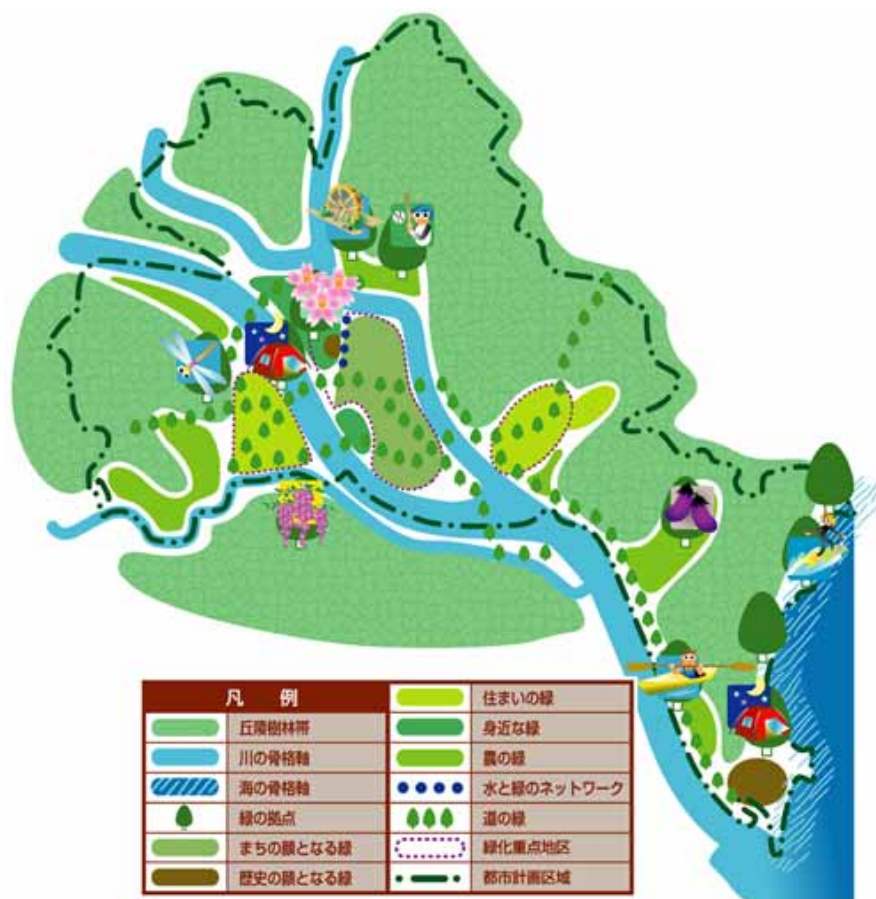 凡 例
丘陵樹林帯
川の骨格軸
海の骨格軸
緑の拠点
まちの顔となる緑
歴史の顔となる緑
住まいの緑
身近な緑
農の緑
水と緑のネットワーク
道の緑
緑化重点地区
都市計画区域